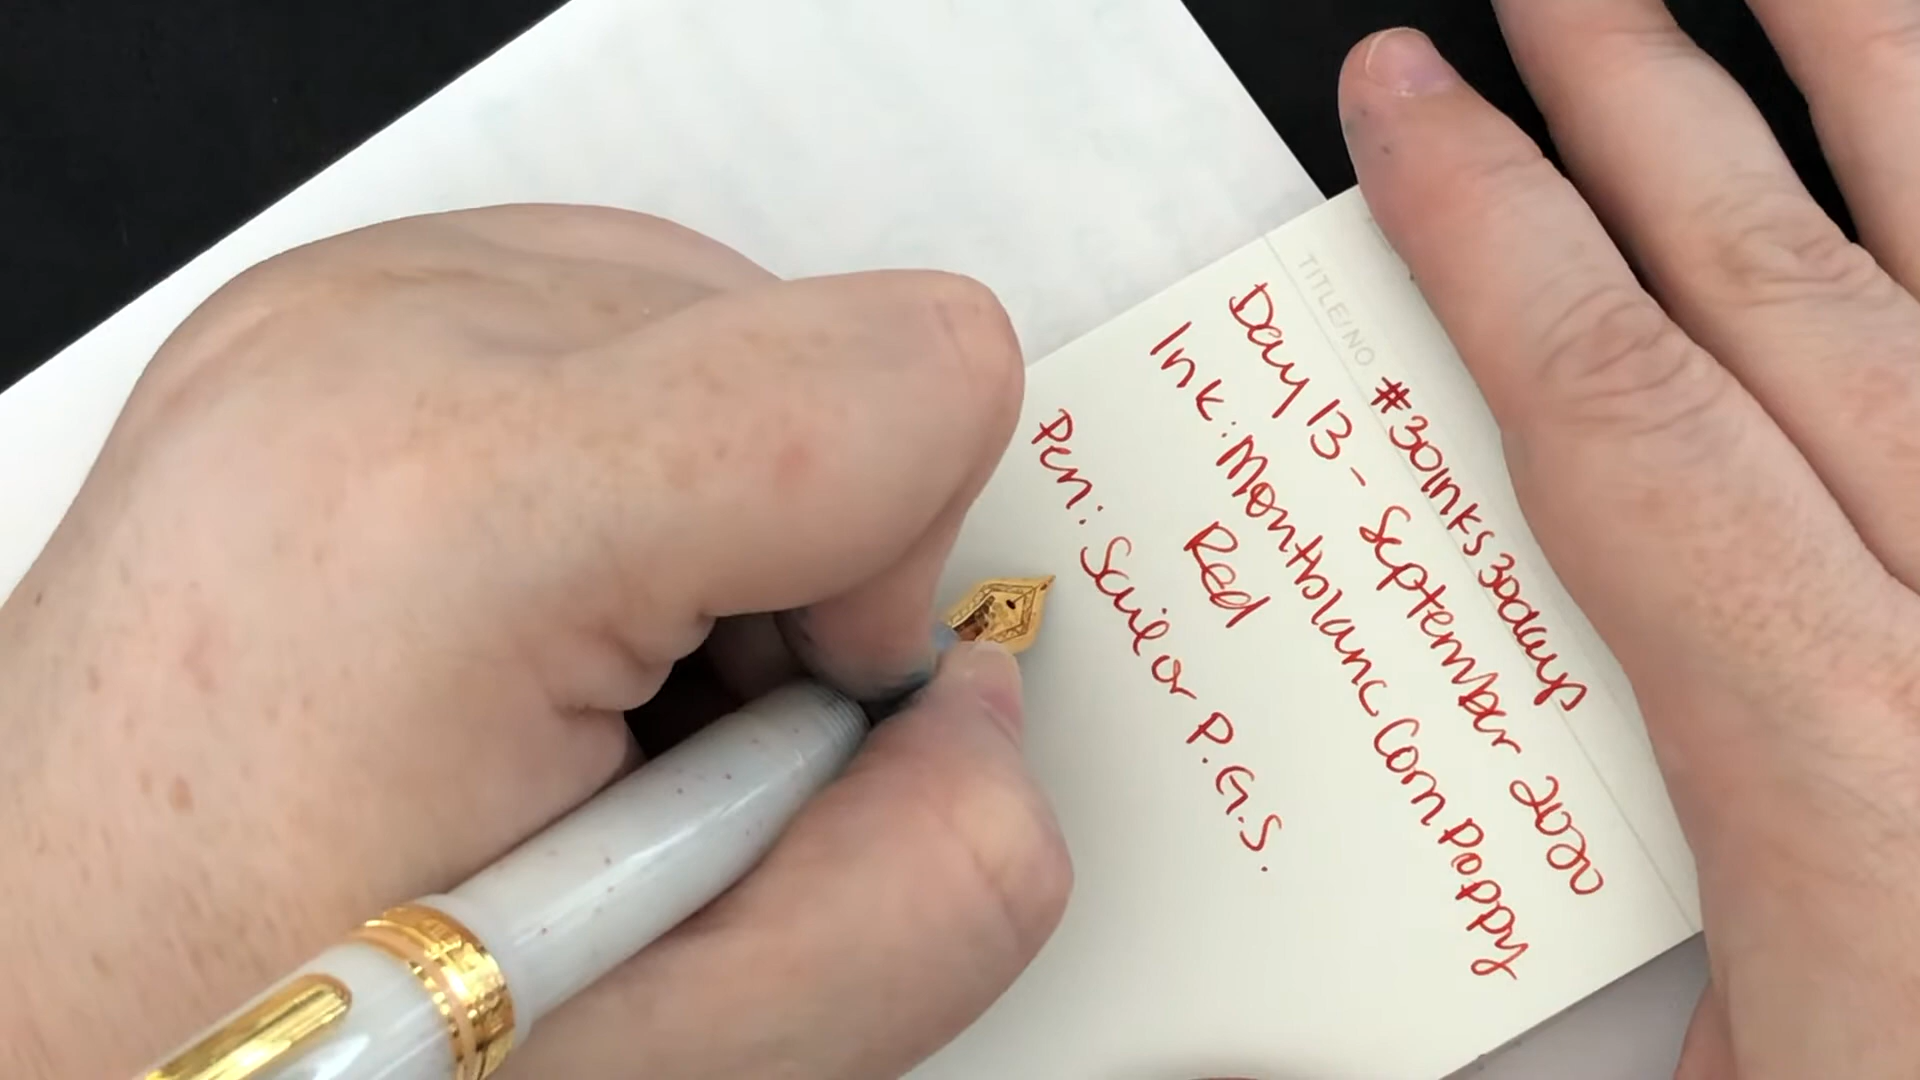 TITLE/NO
#30inks30days
Day 13 - September 2020
Ink: Montblanc Corn Poppy
Red
Pen: Sailor P.G.S.